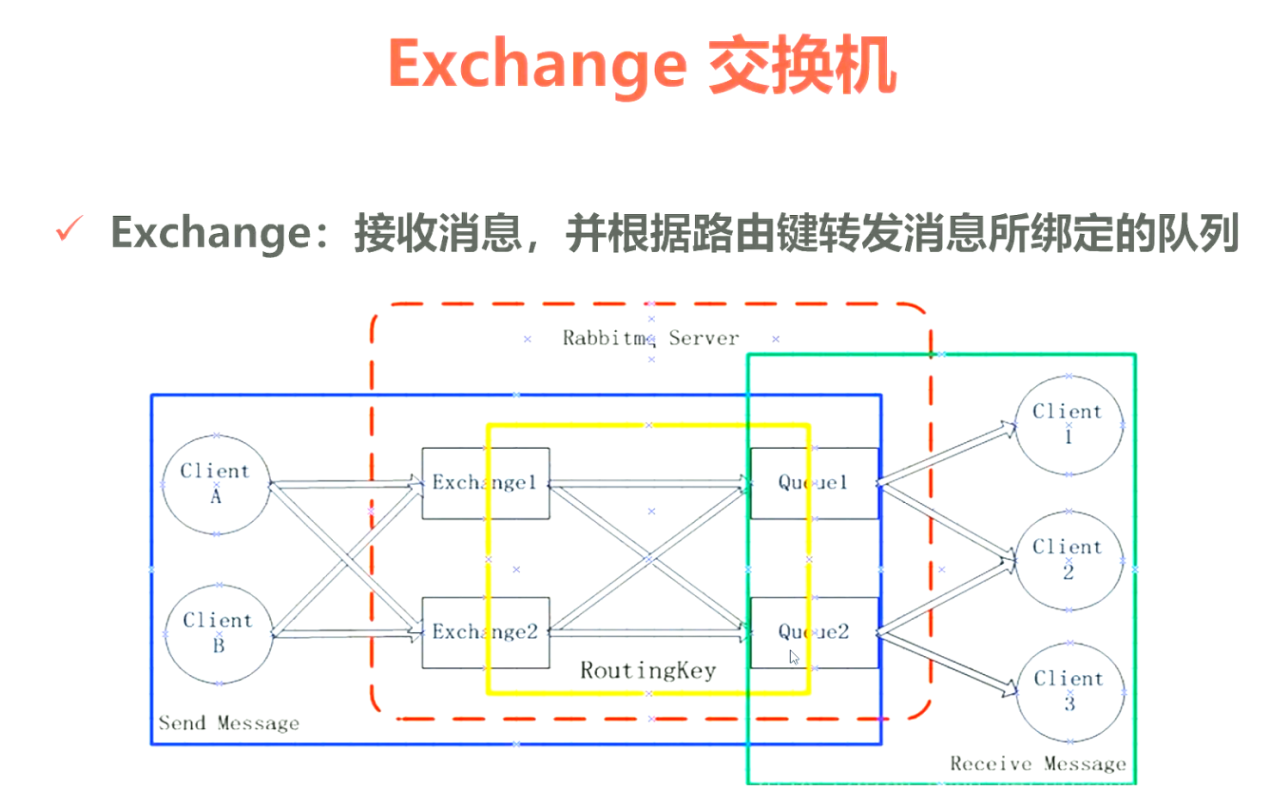 Exchange 交换机
✓ Exchange：接收消息，并根据路由键转发消息所绑定的队列
Rabbitmq Server
Client
A
Client
B
Exchange1
Exchange2
RoutingKey
Queue1
Queue2
Client
1
Client
2
Client
3
Send Message
Receive Message